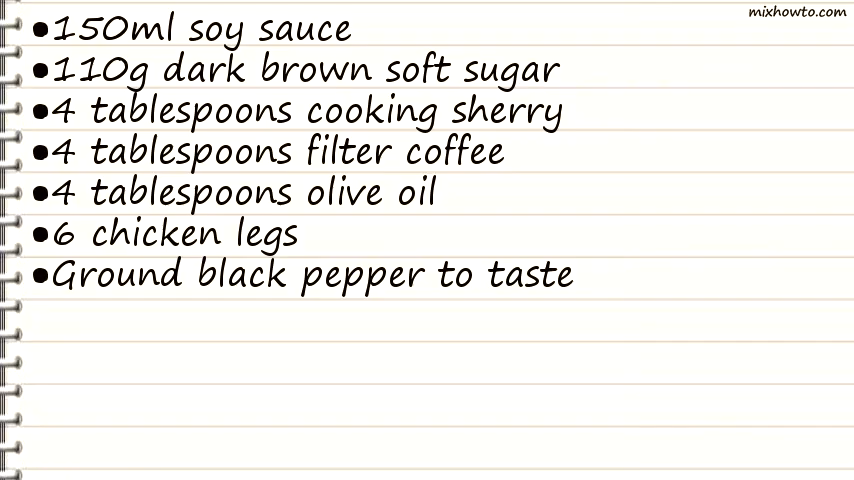 mixhowto.com
•150ml soy sauce
•110g dark brown soft sugar
•4 tablespoons cooking sherry
•4 tablespoons filter coffee
•4 tablespoons olive oil
•6 chicken legs
•Ground black pepper to taste